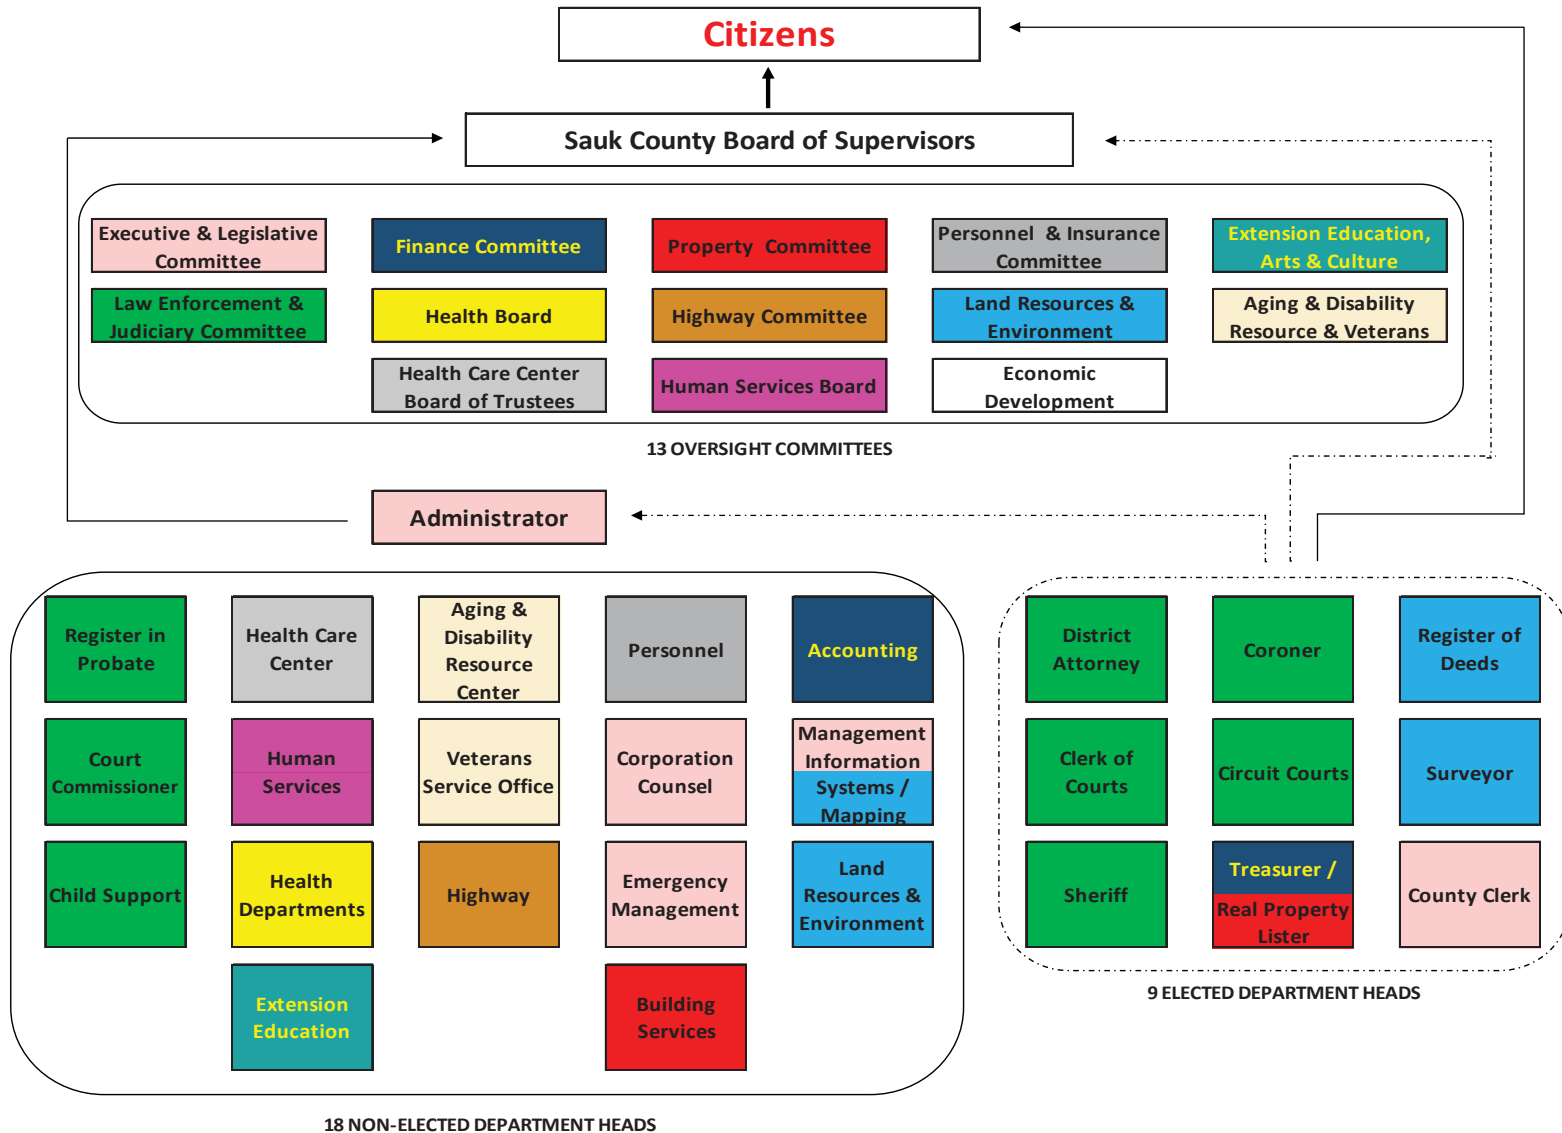 Citizens
Sauk County Board of Supervisors
Executive & Legislative
Committee
Finance Committee
Property Committee
Personnel & Insurance
Committee
Extension Education,
Arts & Culture
Law Enforcement &
Judiciary Committee
Health Board
Highway Committee
Land Resources &
Environment
Aging & Disability
Resource & Veterans
Health Care Center
Board of Trustees
Human Services Board
Economic
Development
13 OVERSIGHT COMMITTEES
Administrator
Register in
Probate
Health Care
Center
Aging &
Disability
Resource
Center
Personnel
Accounting
Court
Commissioner
Human
Services
Veterans
Service Office
Corporation
Counsel
Management
Information
Systems /
Mapping
Child Support
Health
Departments
Highway
Emergency
Management
Land
Resources &
Environment
Extension
Education
Building
Services
18 NON-ELECTED DEPARTMENT HEADS
District
Attorney
Coroner
Register of
Deeds
Clerk of
Courts
Circuit Courts
Surveyor
Sheriff
Treasurer /
Real Property
Lister
County Clerk
9 ELECTED DEPARTMENT HEADS